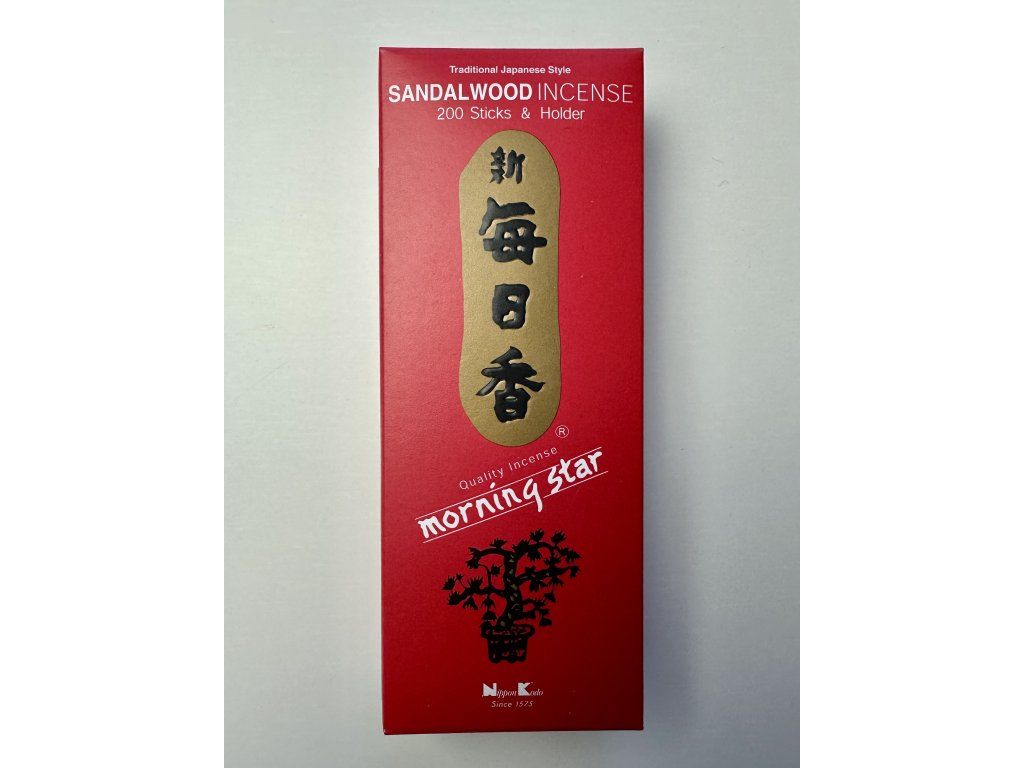 Traditional Japanese Style
SANDALWOOD INCENSE
200 Sticks & Holder
新
毎
日
香
®
Quality Incense
morning star
Nippon Kodo
Since 1575